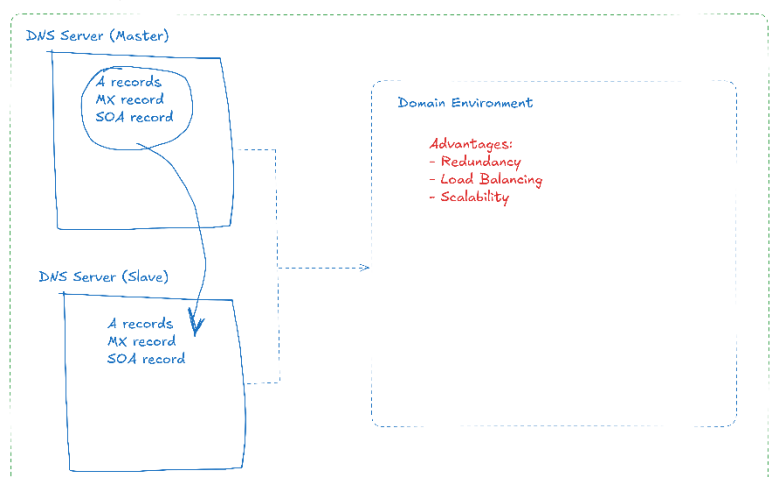 DNS Server (Master)
A records
MX record
SOA record
DNS Server (Slave)
A records
MX record
SOA record
Domain Environment
Advantages:
- Redundancy
- Load Balancing
- Scalability